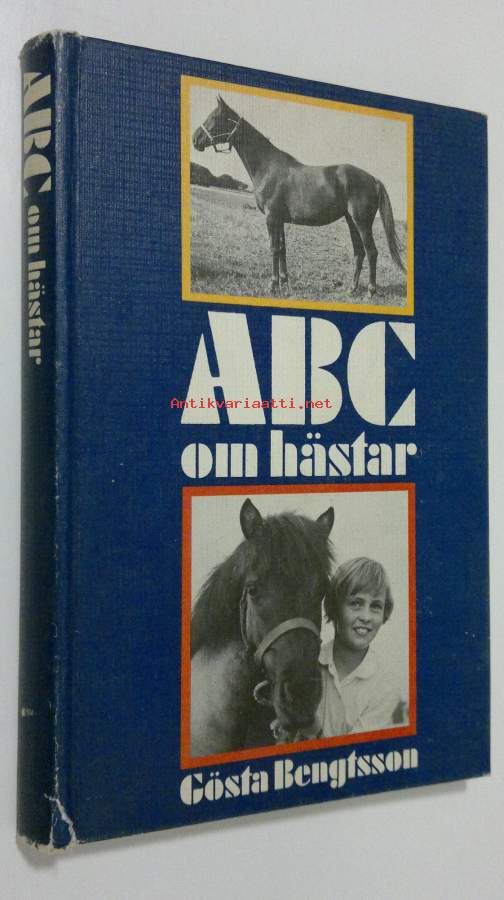 ABC om hästar
ABC
Antikvariaatti.net
om hästar
Gösta Bengtsson